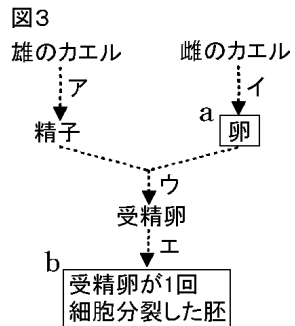 図3
雄のカエル 雌のカエル
ア イ
a
精子 卵
ウ
受精卵
エ
b
受精卵が1回
細胞分裂した胚